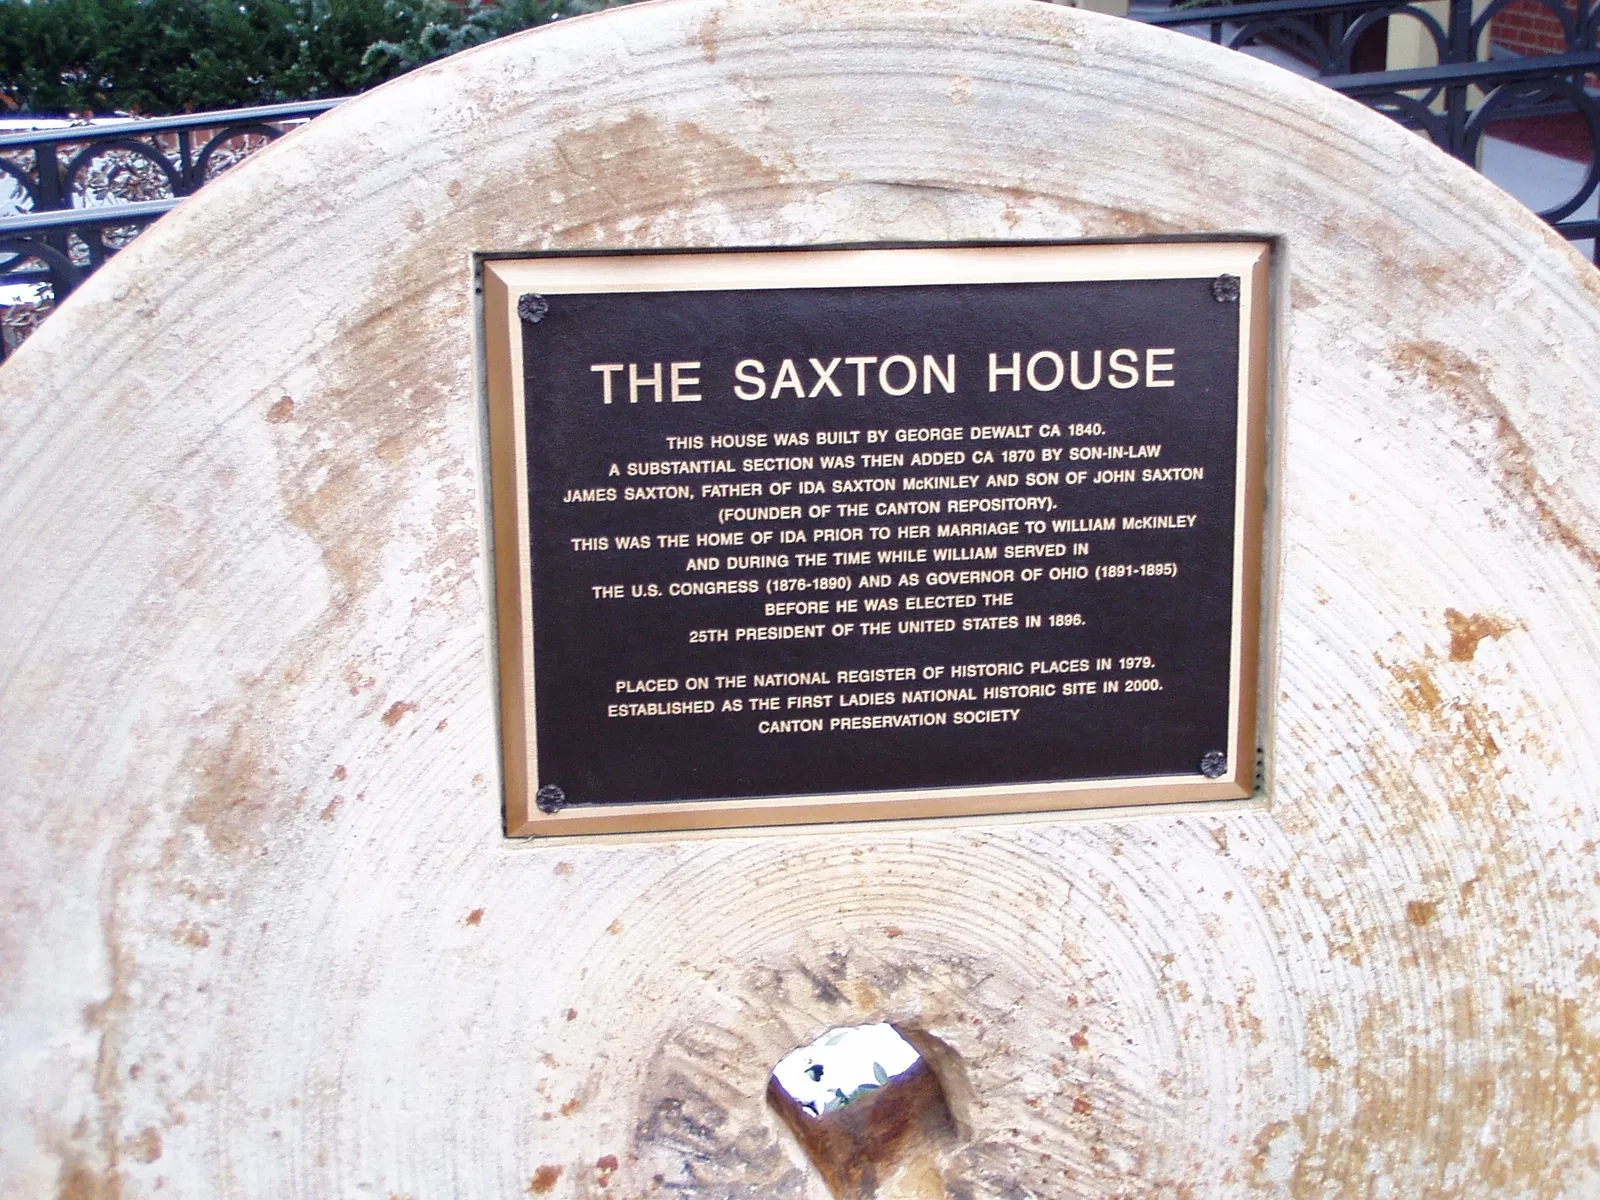 THE SAXTON HOUSE
THIS HOUSE WAS BUILT BY GEORGE DEWALT CA 1840.
A SUBSTANTIAL SECTION WAS THEN ADDED CA 1870 BY SON-IN-LAW
JAMES SAXTON, FATHER OF IDA SAXTON McKINLEY AND SON OF JOHN SAXTON
(FOUNDER OF THE CANTON REPOSITORY).
THIS WAS THE HOME OF IDA PRIOR TO HER MARRIAGE TO WILLIAM McKINLEY
AND DURING THE TIME WHILE WILLIAM SERVED IN
THE U.S. CONGRESS (1876-1890) AND AS GOVERNOR OF OHIO (1891-1895)
BEFORE HE WAS ELECTED THE
25TH PRESIDENT OF THE UNITED STATES IN 1896.
PLACED ON THE NATIONAL REGISTER OF HISTORIC PLACES IN 1979.
ESTABLISHED AS THE FIRST LADIES NATIONAL HISTORIC SITE IN 2000.
CANTON PRESERVATION SOCIETY